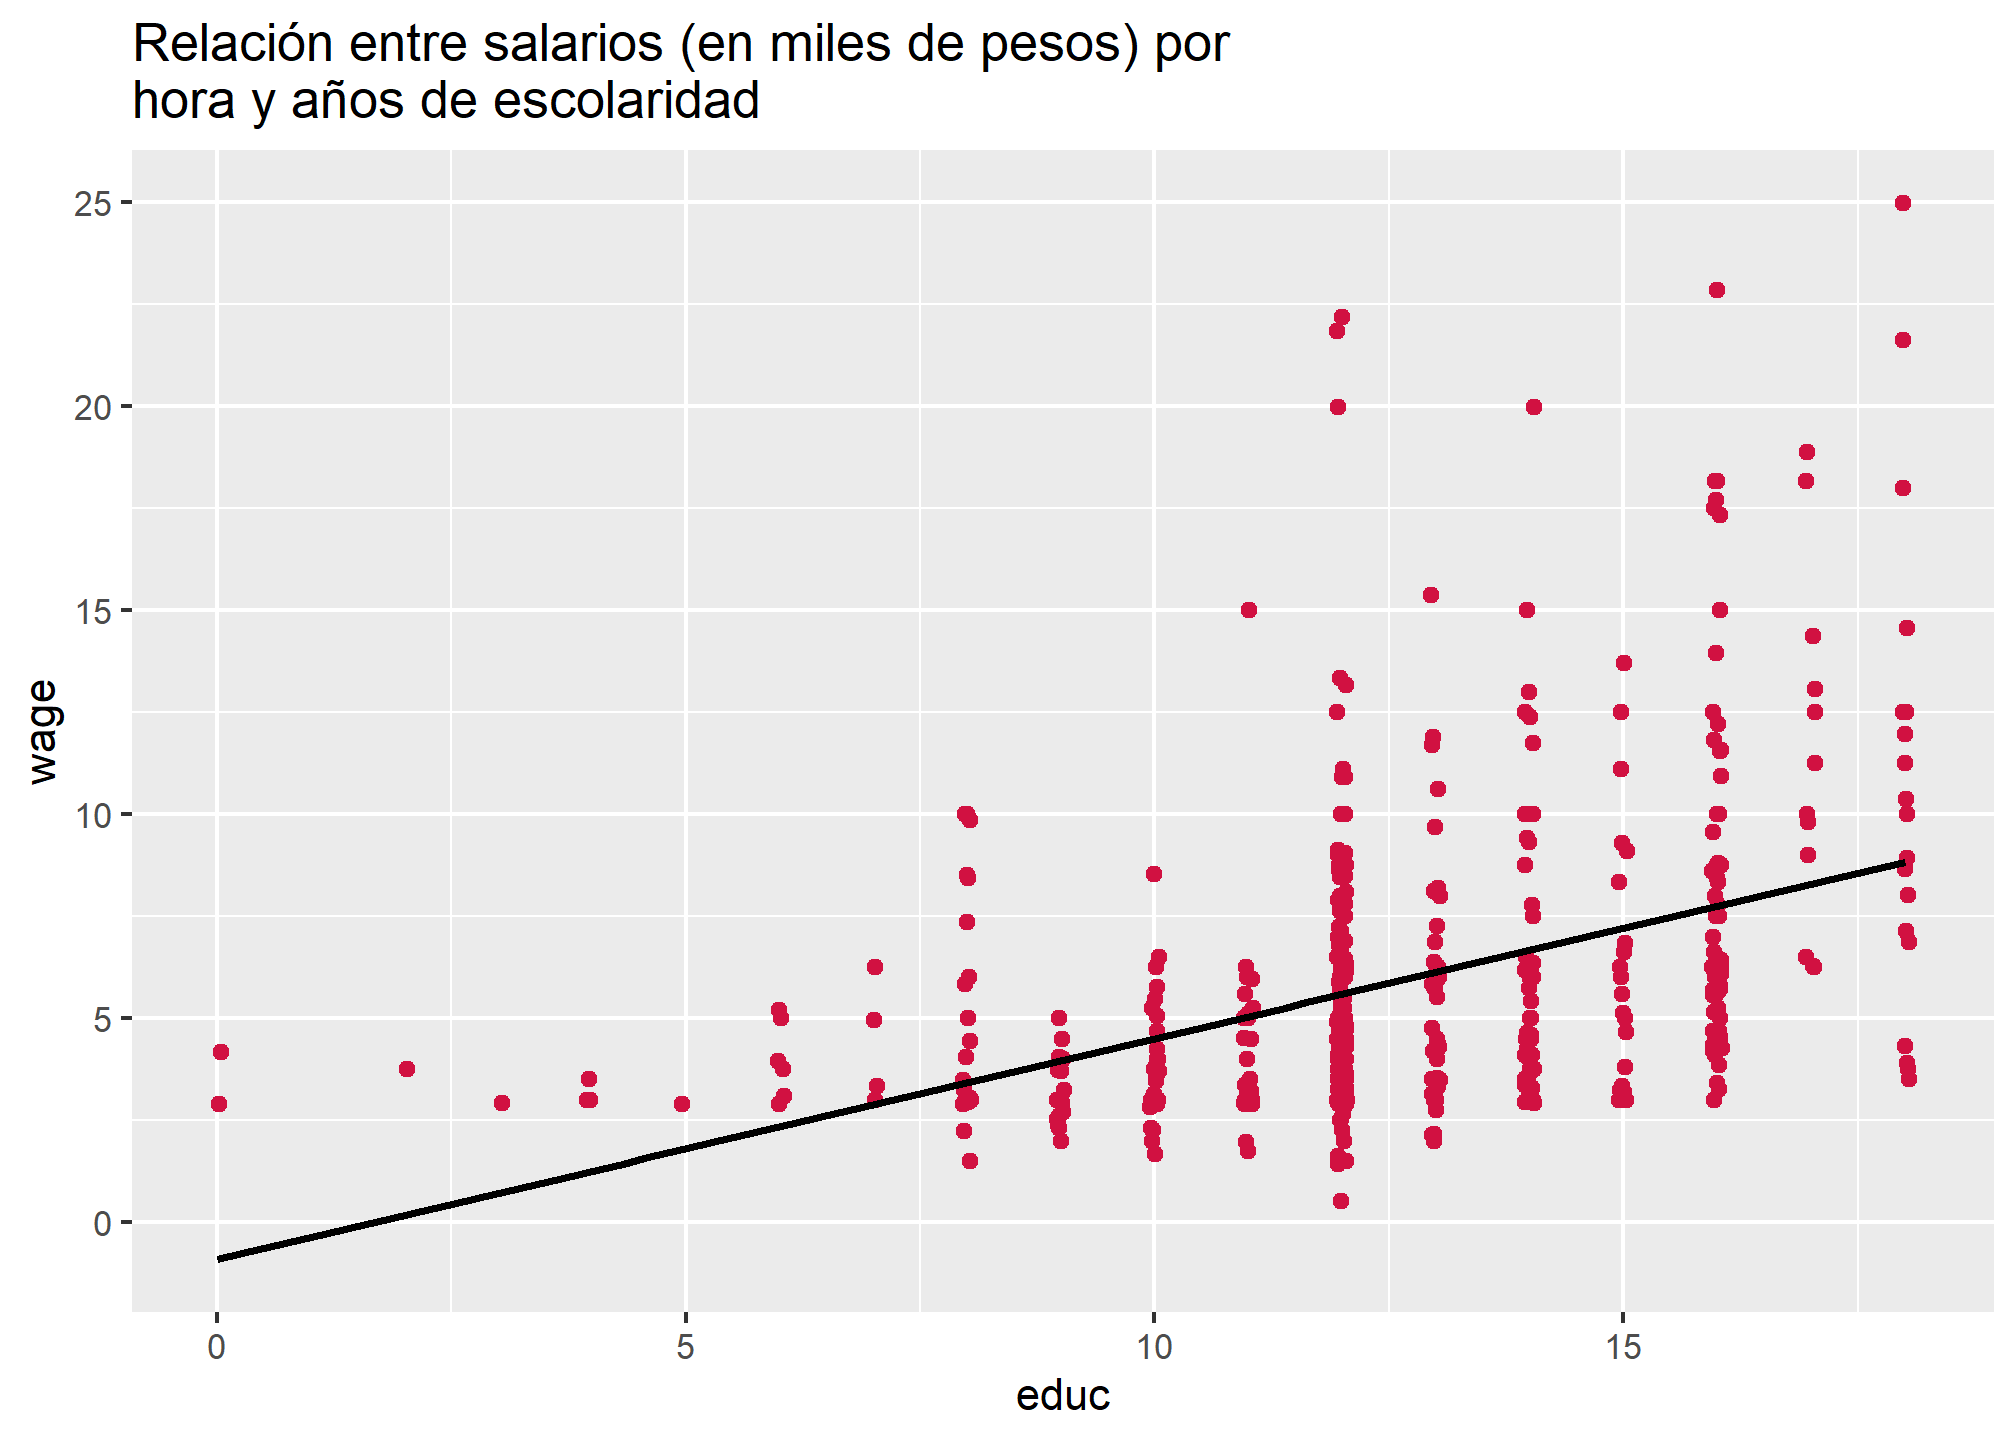 Relación entre salarios (en miles de pesos) por
hora y años de escolaridad
25
20
15
10
5
0
wage
0 5 10 15
educ